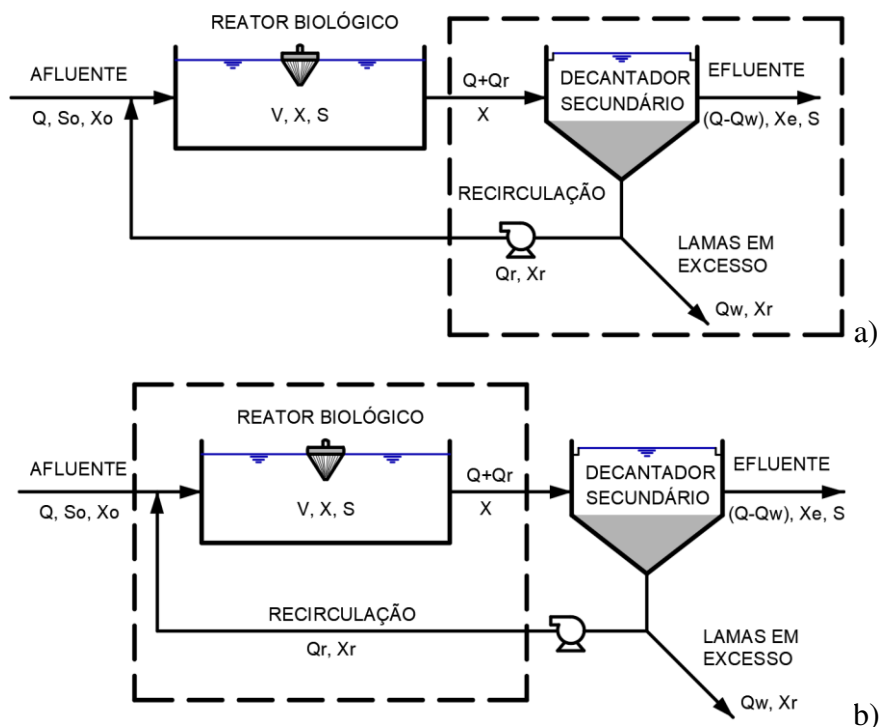 REATOR BIOLÓGICO
AFLUENTE
Q, So, Xo
V, X, S
Q+Qr
X
DECANTADOR
SECUNDÁRIO
EFLUENTE
(Q-Qw), Xe, S
RECIRCULAÇÃO
Qr, Xr
LAMAS EM
EXCESSO
Qw, Xr
a)
REATOR BIOLÓGICO
AFLUENTE
Q, So, Xo
V, X, S
Q+Qr
X
DECANTADOR
SECUNDÁRIO
EFLUENTE
(Q-Qw), Xe, S
RECIRCULAÇÃO
Qr, Xr
LAMAS EM
EXCESSO
Qw, Xr
b)